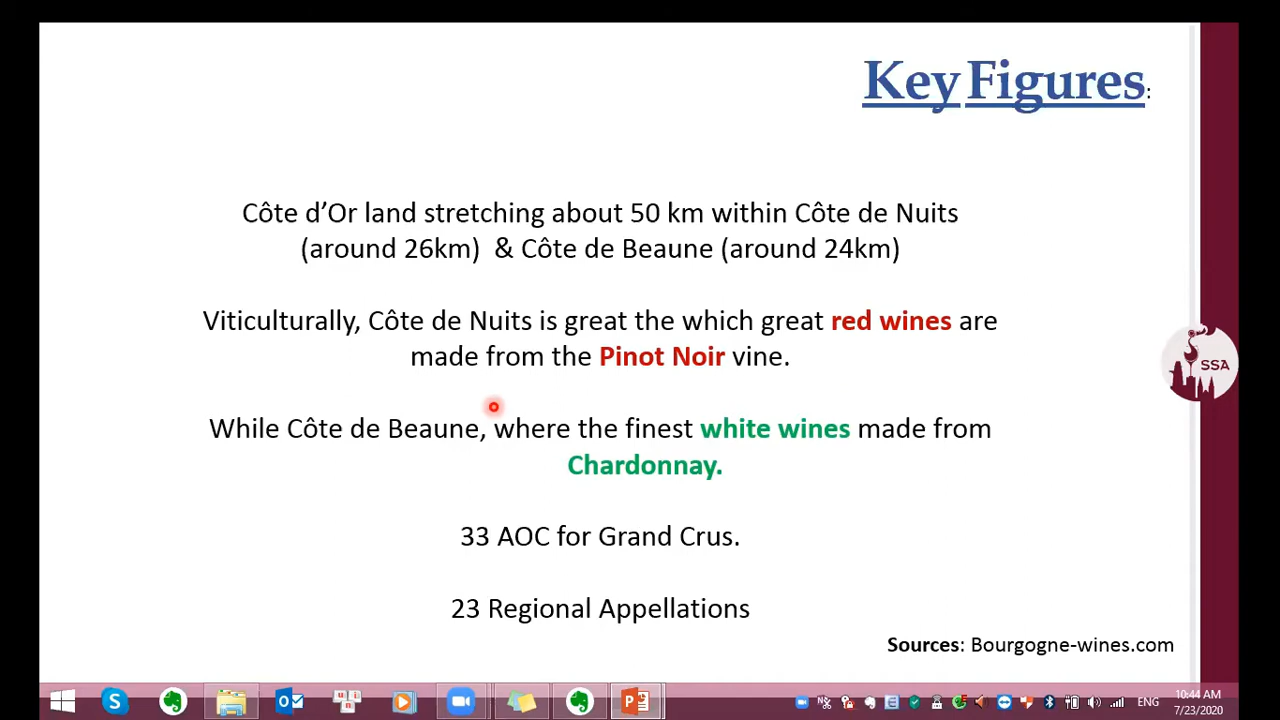 Key Figures:
Côte d’Or land stretching about 50 km within Côte de Nuits
(around 26km) & Côte de Beaune (around 24km)
Viticulturally, Côte de Nuits is great the which great red wines are
made from the Pinot Noir vine.
While Côte de Beaune, where the finest white wines made from
Chardonnay.
SSA
33 AOC for Grand Crus.
23 Regional Appellations
Sources: Bourgogne-wines.com
ENG
10:44 AM
7/23/2020